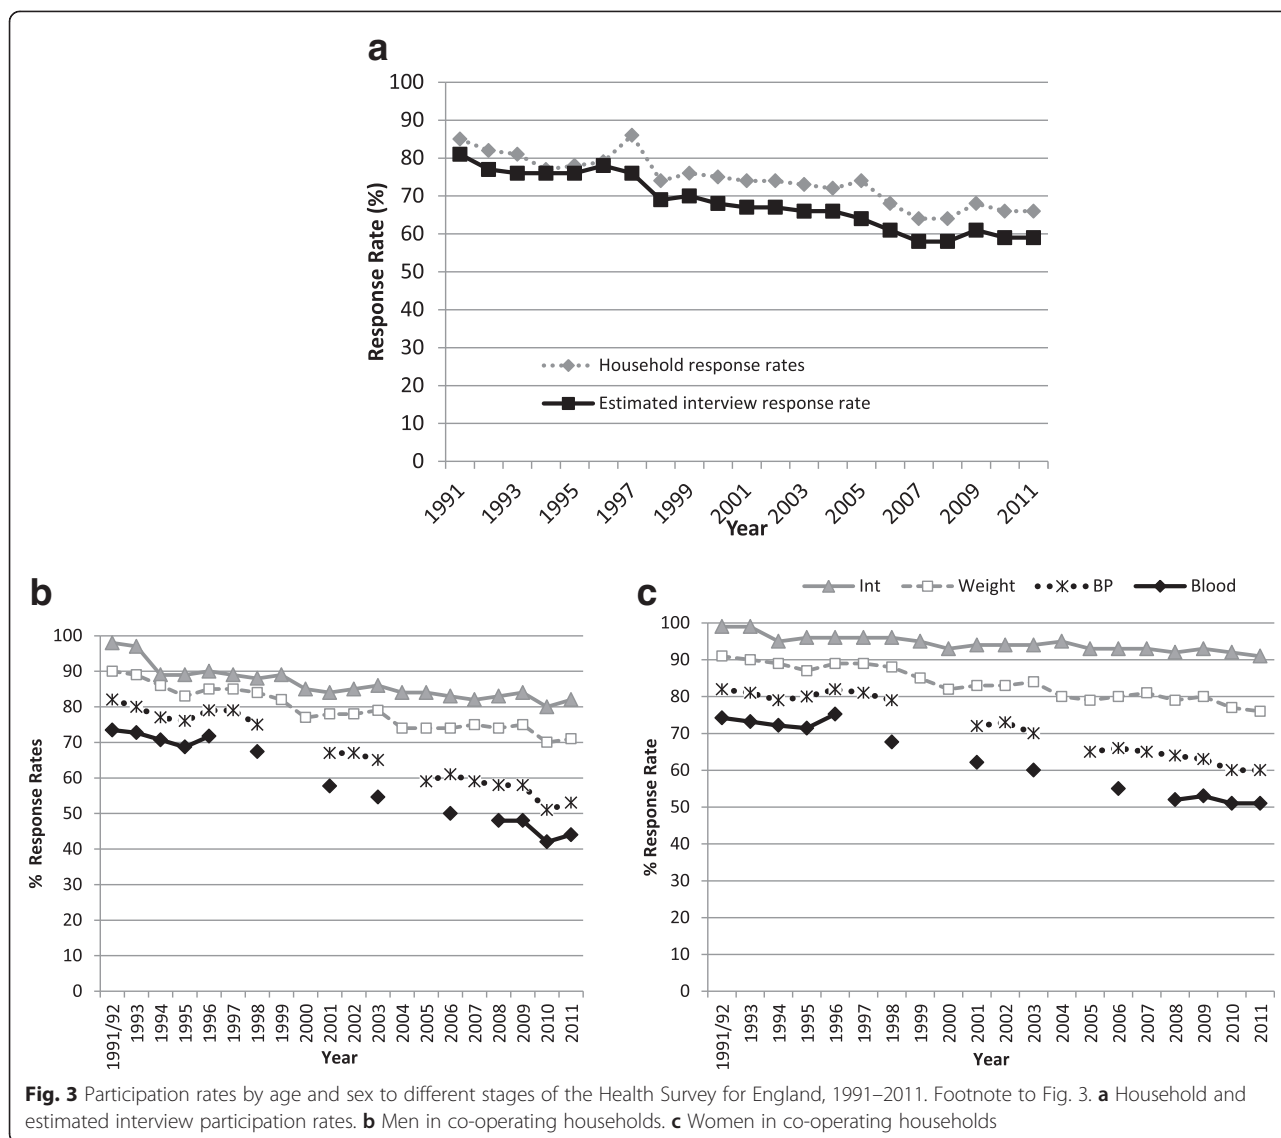 a
100
90
80
70
60
50
40
30
20
10
0
Response Rate (%)
Household response rates
Estimated interview response rate
1991 1993 1995 1997 1999 2001 2003 2005 2007 2009 2011
Year
b
100
90
80
70
60
50
40
30
20
10
0
% Response Rates
1991/92 1993 1994 1995 1996 1997 1998 1999 2000 2001 2002 2003 2004 2005 2006 2007 2008 2009 2010 2011
Year
c
Int Weight BP Blood
100
90
80
70
60
50
40
30
20
10
0
% Response Rate
1991/92 1993 1994 1995 1996 1997 1998 1999 2000 2001 2002 2003 2004 2005 2006 2007 2008 2009 2010 2011
Year
Fig. 3 Participation rates by age and sex to different stages of the Health Survey for England, 1991–2011. Footnote to Fig. 3. a Household and
estimated interview participation rates. b Men in co-operating households. c Women in co-operating households